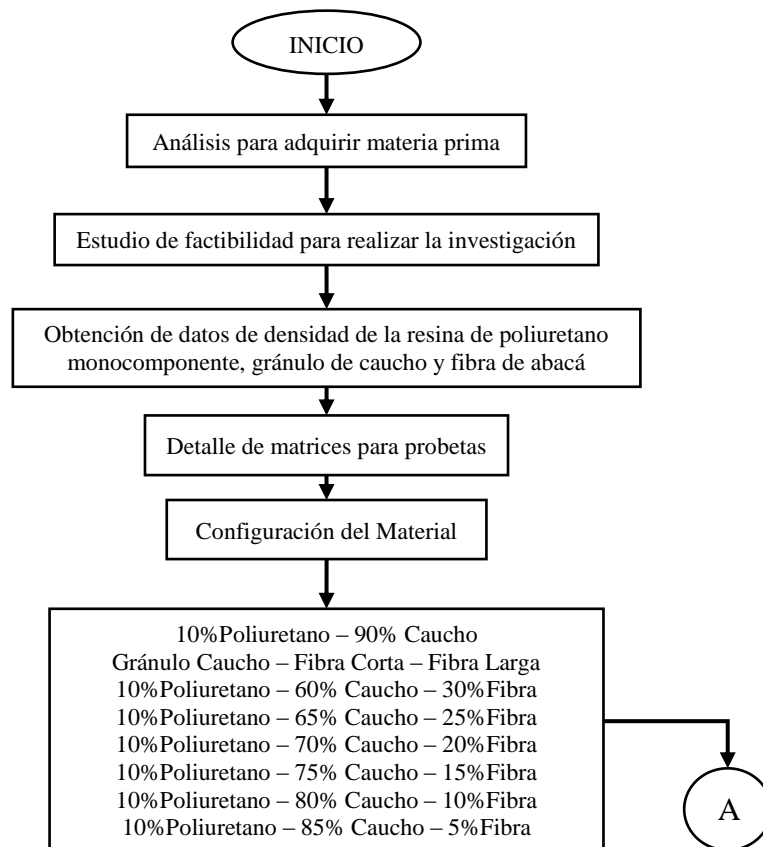 INICIO
Análisis para adquirir materia prima
Estudio de factibilidad para realizar la investigación
Obtención de datos de densidad de la resina de poliuretano
monocomponente, gránulo de caucho y fibra de abacá
Detalle de matrices para probetas
Configuración del Material
10%Poliuretano – 90% Caucho
Gránulo Caucho – Fibra Corta – Fibra Larga
10%Poliuretano – 60% Caucho – 30%Fibra
10%Poliuretano – 65% Caucho – 25%Fibra
10%Poliuretano – 70% Caucho – 20%Fibra
10%Poliuretano – 75% Caucho – 15%Fibra
10%Poliuretano – 80% Caucho – 10%Fibra
10%Poliuretano – 85% Caucho – 5%Fibra
A